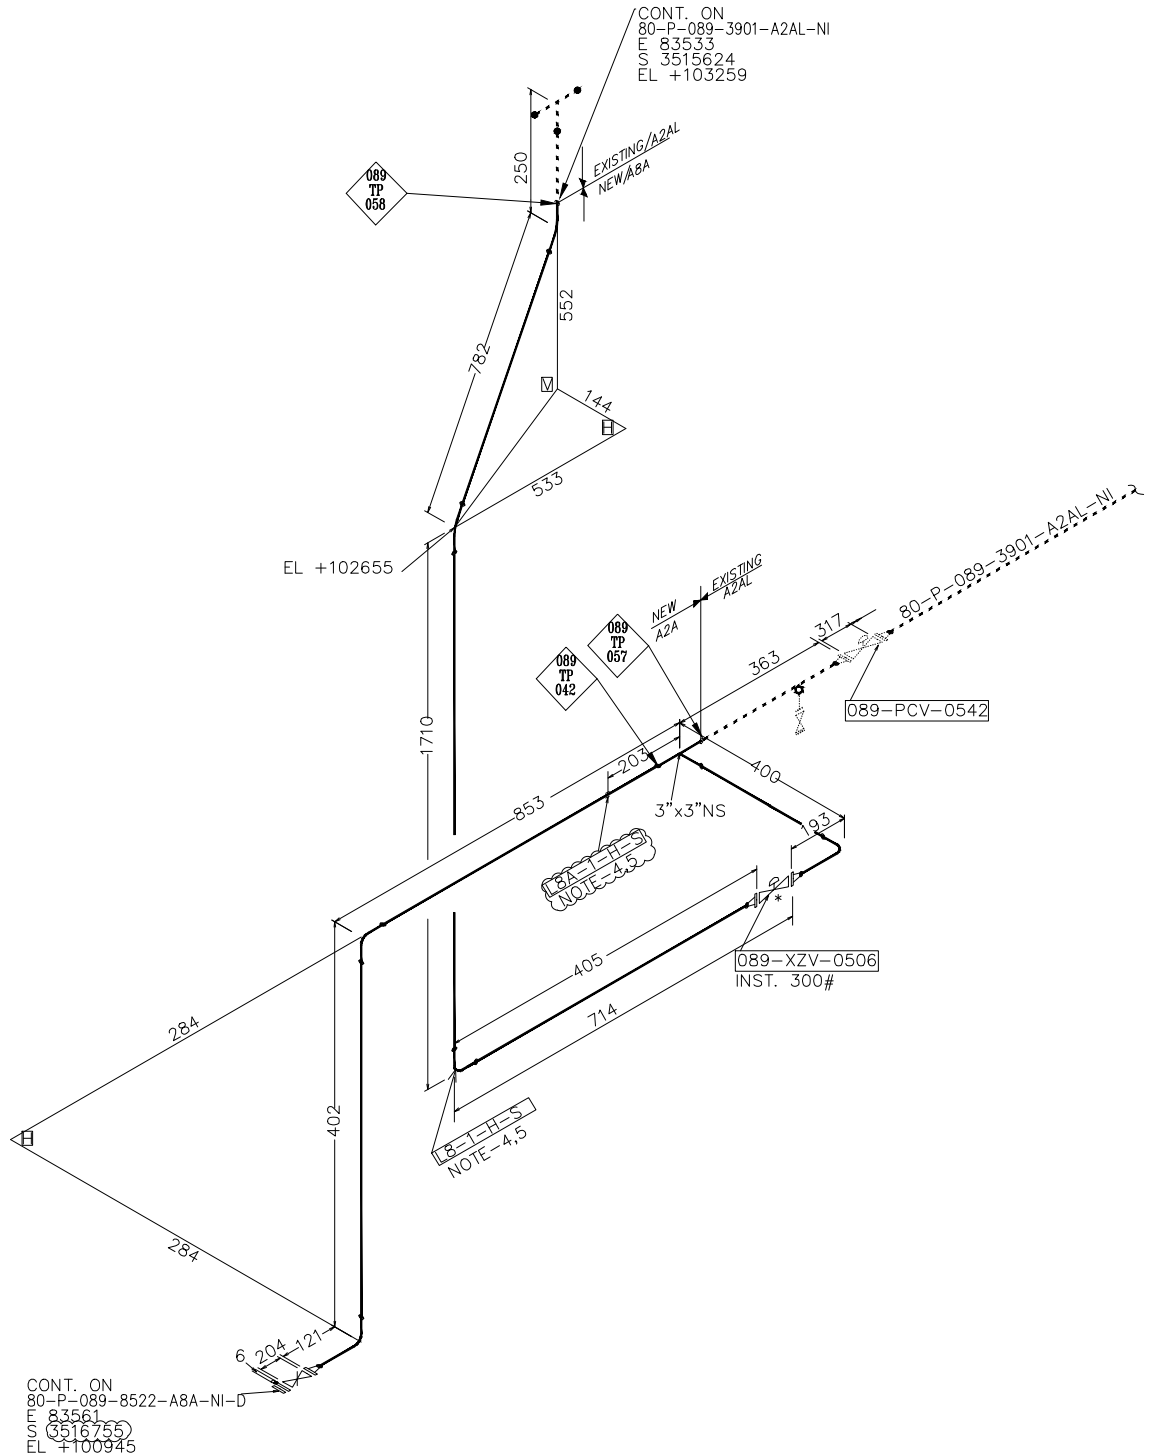 CONT. ON
80-P-089-3901-A2AL-NI
E 83533
S 3515624
EL +103259
250
EXISTING/A2AL
NEW/A8A
089
TP
058
552
782
V
144
H
533
EL +102655
EXISTING
A2AL
NEW
A2A
80-P-089-3901-A2AL-NI
317
363
089
TP
057
089
TP
042
089-PCV-0542
1710
203
400
853
3"x3"NS
193
L8A-1-H-S
NOTE-4,5
*
089-XZV-0506
INST. 300#
405
714
284
402
H
L8-1-H-S
NOTE-4,5
284
6
204
121
CONT. ON
80-P-089-8522-A8A-NI-D
E 83561
S 3516755
EL +100945